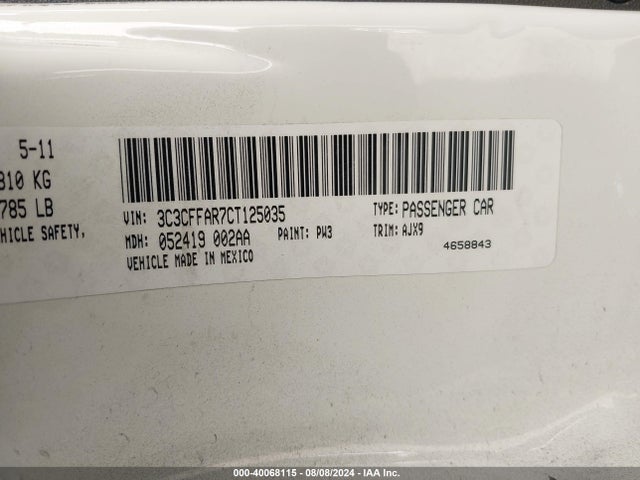 5-11
810 KG
785 LB
HICLE SAFETY,
VIN: 3C3CFFAR7CT125035 TYPE: PASSENGER CAR
MDH: 052419 002AA PAINT: PW3 TRIM: AJX9
VEHICLE MADE IN MEXICO 4658843
000-40068115 - 08/08/2024 - IAA Inc.